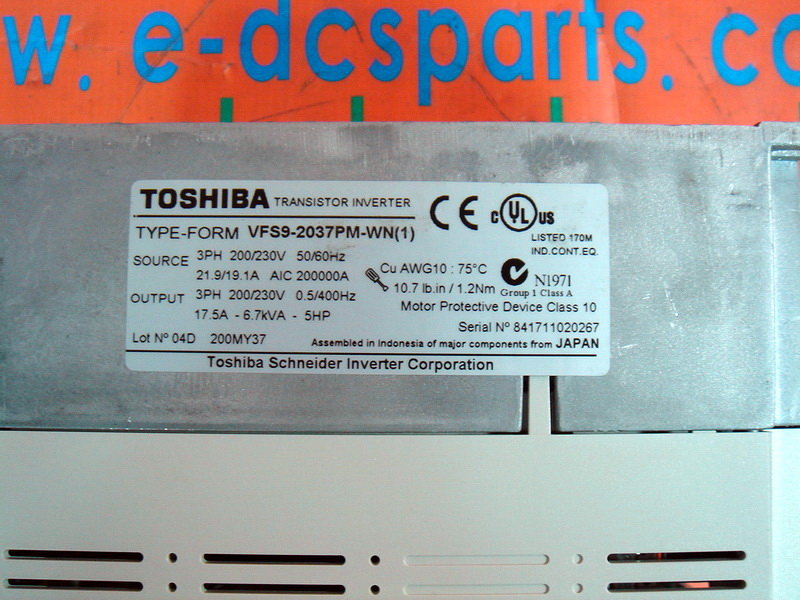 w.e-dcsparts.co
TOSHIBA TRANSISTOR INVERTER
CE C UL US
TYPE-FORM VFS9-2037PM-WN(1)
LISTED 170M
IND.CONT.EQ.
SOURCE 3PH 200/230V 50/60Hz
21.9/19.1A AIC 200000A
Cu AWG10 : 75°C
10.7 lb.in / 1.2Nm
N1971
Group 1 Class A
OUTPUT 3PH 200/230V 0.5/400Hz
17.5A - 6.7kVA - 5HP
Motor Protective Device Class 10
Serial Nº 841711020267
Lot Nº 04D 200MY37
Assembled in Indonesia of major components from JAPAN
Toshiba Schneider Inverter Corporation